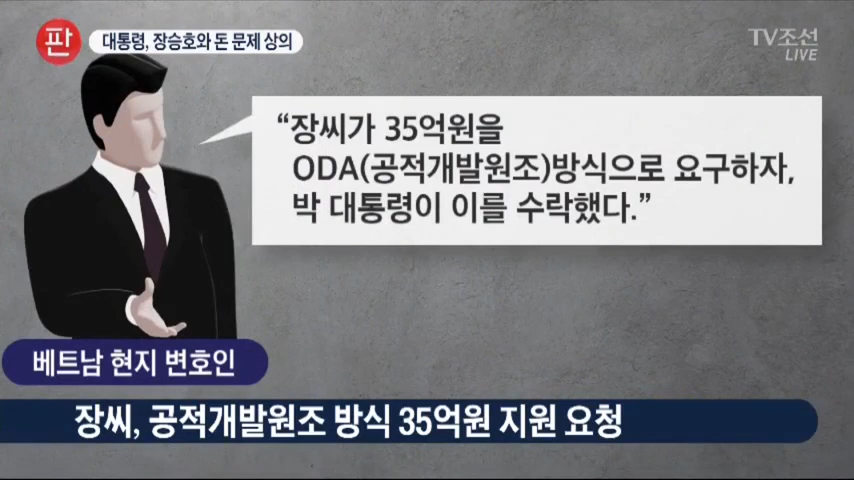 판
대통령, 장승호와 돈 문제 상의
TV조선
LIVE
“장씨가 35억원을
ODA(공적개발원조)방식으로 요구하자,
박 대통령이 이를 수락했다.”
베트남 현지 변호인
장씨, 공적개발원조 방식 35억원 지원 요청